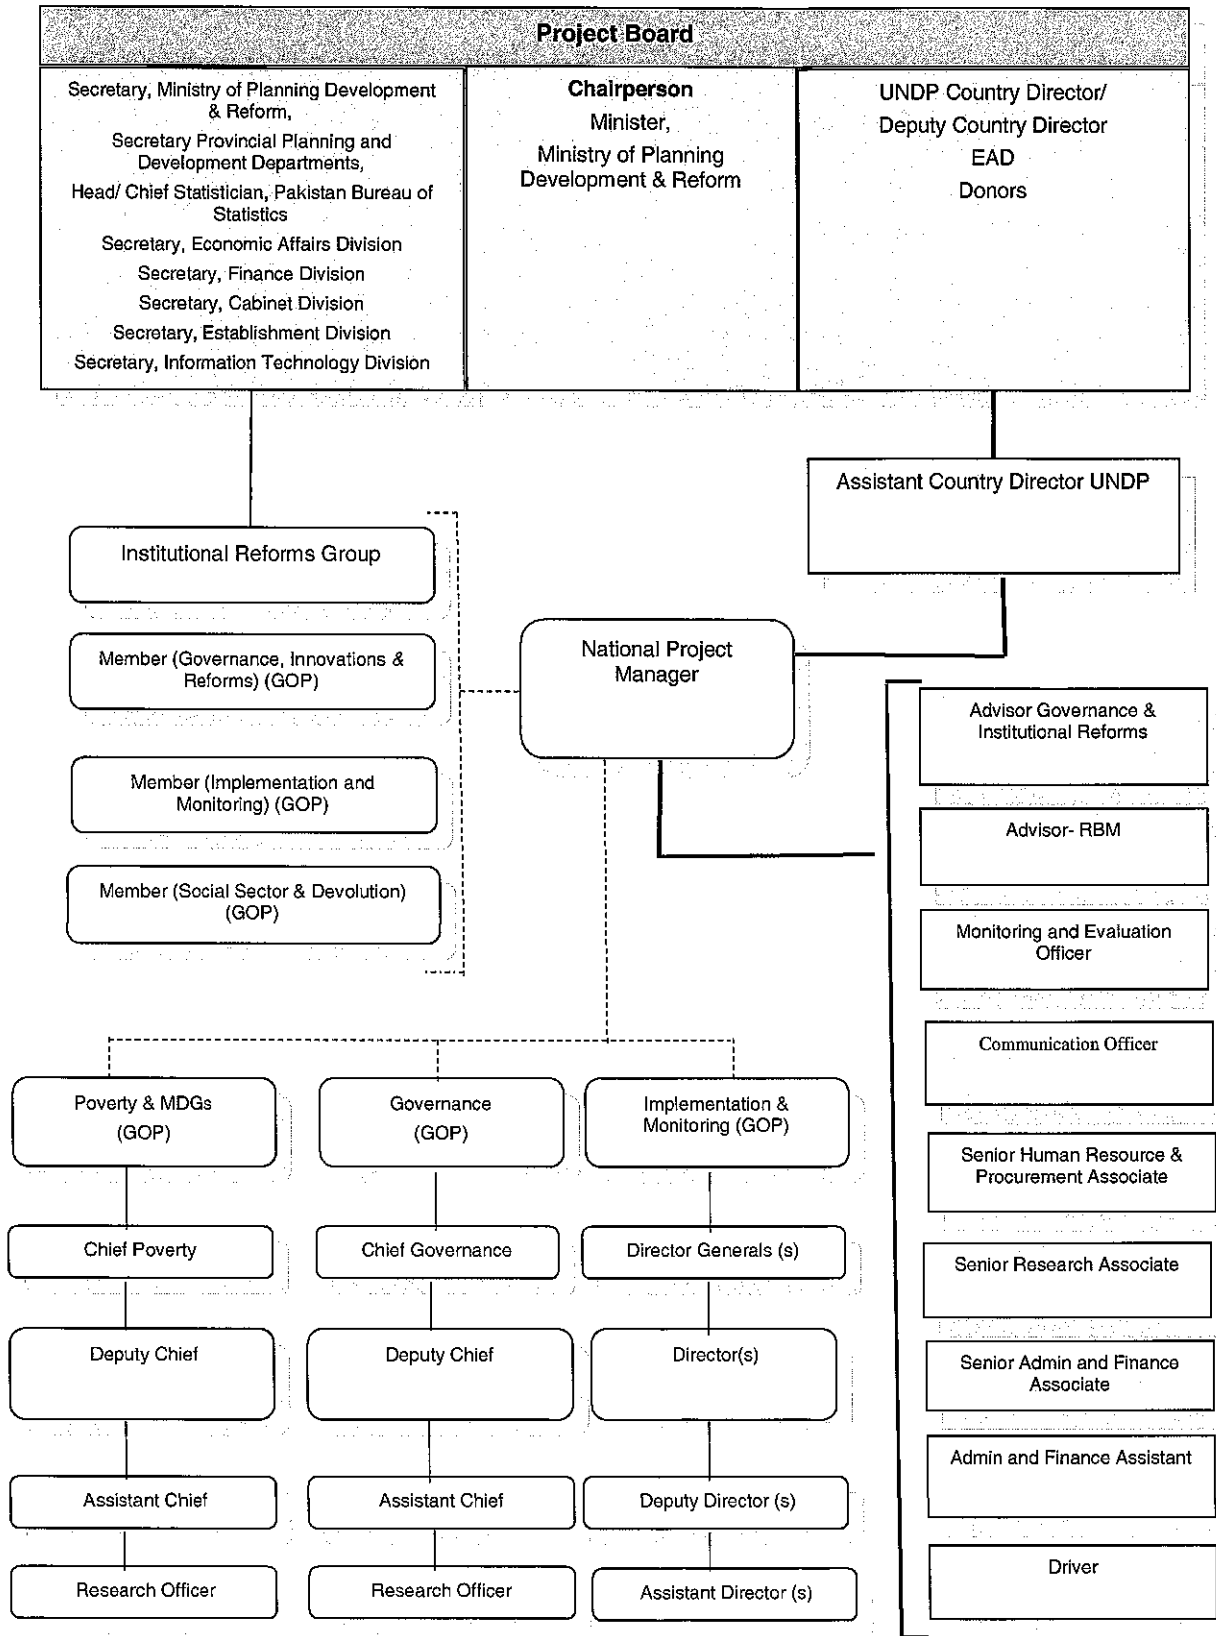 Project Board
Secretary, Ministry of Planning Development
& Reform,
Secretary Provincial Planning and
Development Departments,
Head/ Chief Statistician, Pakistan Bureau of
Statistics
Secretary, Economic Affairs Division
Secretary, Finance Division
Secretary, Cabinet Division
Secretary, Establishment Division
Secretary, Information Technology Division
Chairperson
Minister,
Ministry of Planning
Development & Reform
UNDP Country Director/
Deputy Country Director
EAD
Donors
Assistant Country Director UNDP
Institutional Reforms Group
Member (Governance, Innovations &
Reforms) (GOP)
Member (Implementation and
Monitoring) (GOP)
Member (Social Sector & Devolution)
(GOP)
National Project
Manager
Advisor Governance &
Institutional Reforms
Advisor- RBM
Monitoring and Evaluation
Officer
Communication Officer
Senior Human Resource &
Procurement Associate
Senior Research Associate
Senior Admin and Finance
Associate
Admin and Finance Assistant
Driver
Poverty & MDGs
(GOP)
Chief Poverty
Deputy Chief
Assistant Chief
Research Officer
Governance
(GOP)
Chief Governance
Deputy Chief
Assistant Chief
Research Officer
Implementation &
Monitoring (GOP)
Director Generals (s)
Director(s)
Deputy Director (s)
Assistant Director (s)